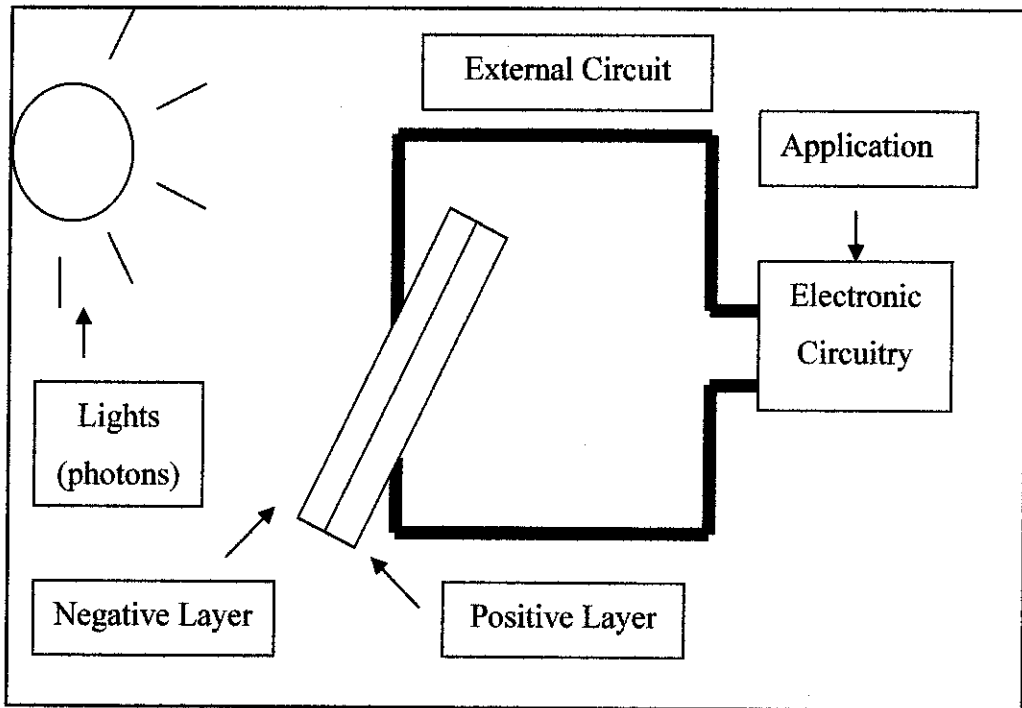 External Circuit
Application
Electronic
Circuitry
Lights
(photons)
Negative Layer
Positive Layer